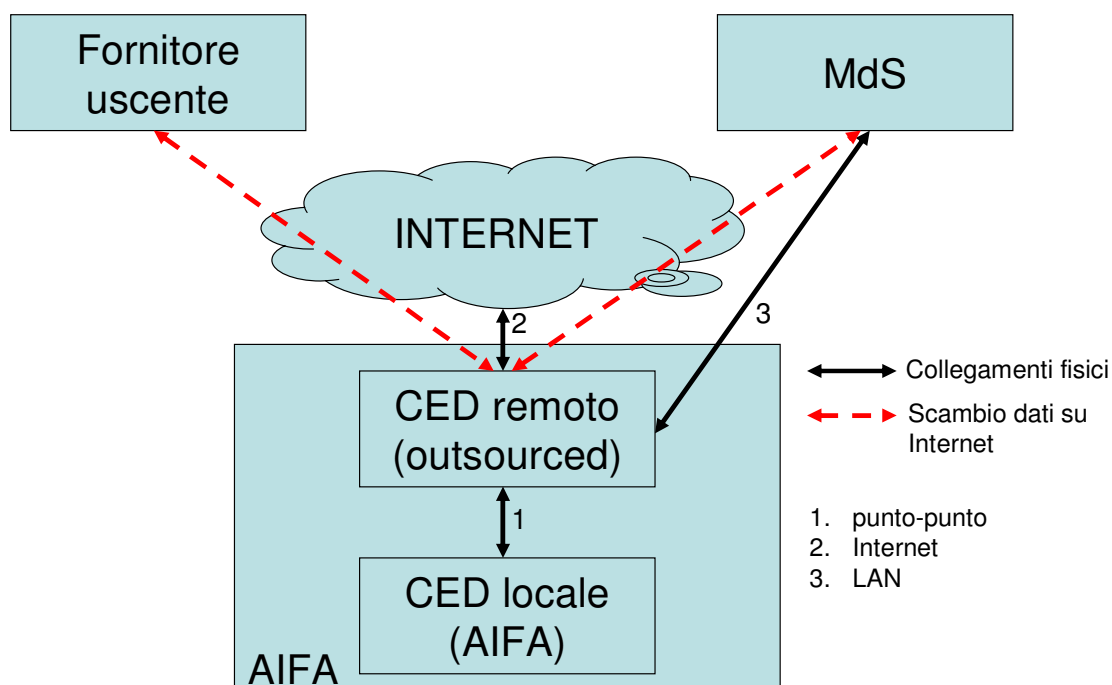 Fornitore
uscente
MdS
INTERNET
2
3
CED remoto
(outsourced)
1
CED locale
(AIFA)
AIFA
Collegamenti fisici
Scambio dati su
Internet
1. punto-punto
2. Internet
3. LAN